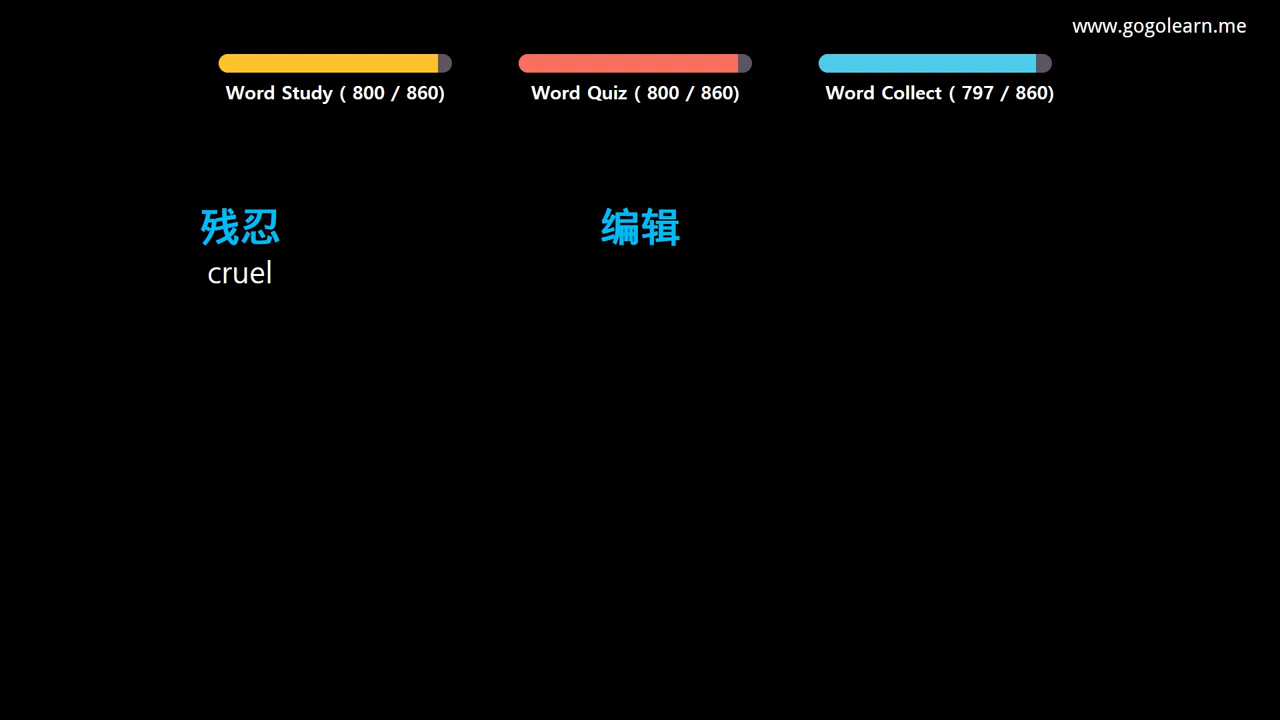 www.gogolearn.me
Word Study ( 800 / 860)
Word Quiz ( 800 / 860)
Word Collect ( 797 / 860)
残忍
编辑
cruel